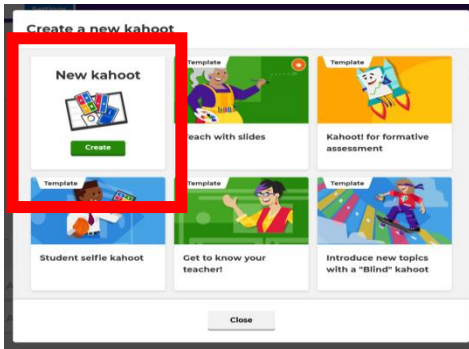 Settings
Create a new kahoot
New kahoot
Create
Template
Teach with slides
Template
Kahoot! for formative
assessment
Template
Student selfie kahoot
Template
Get to know your
teacher!
Template
Introduce new topics
with a "Blind" kahoot
Close